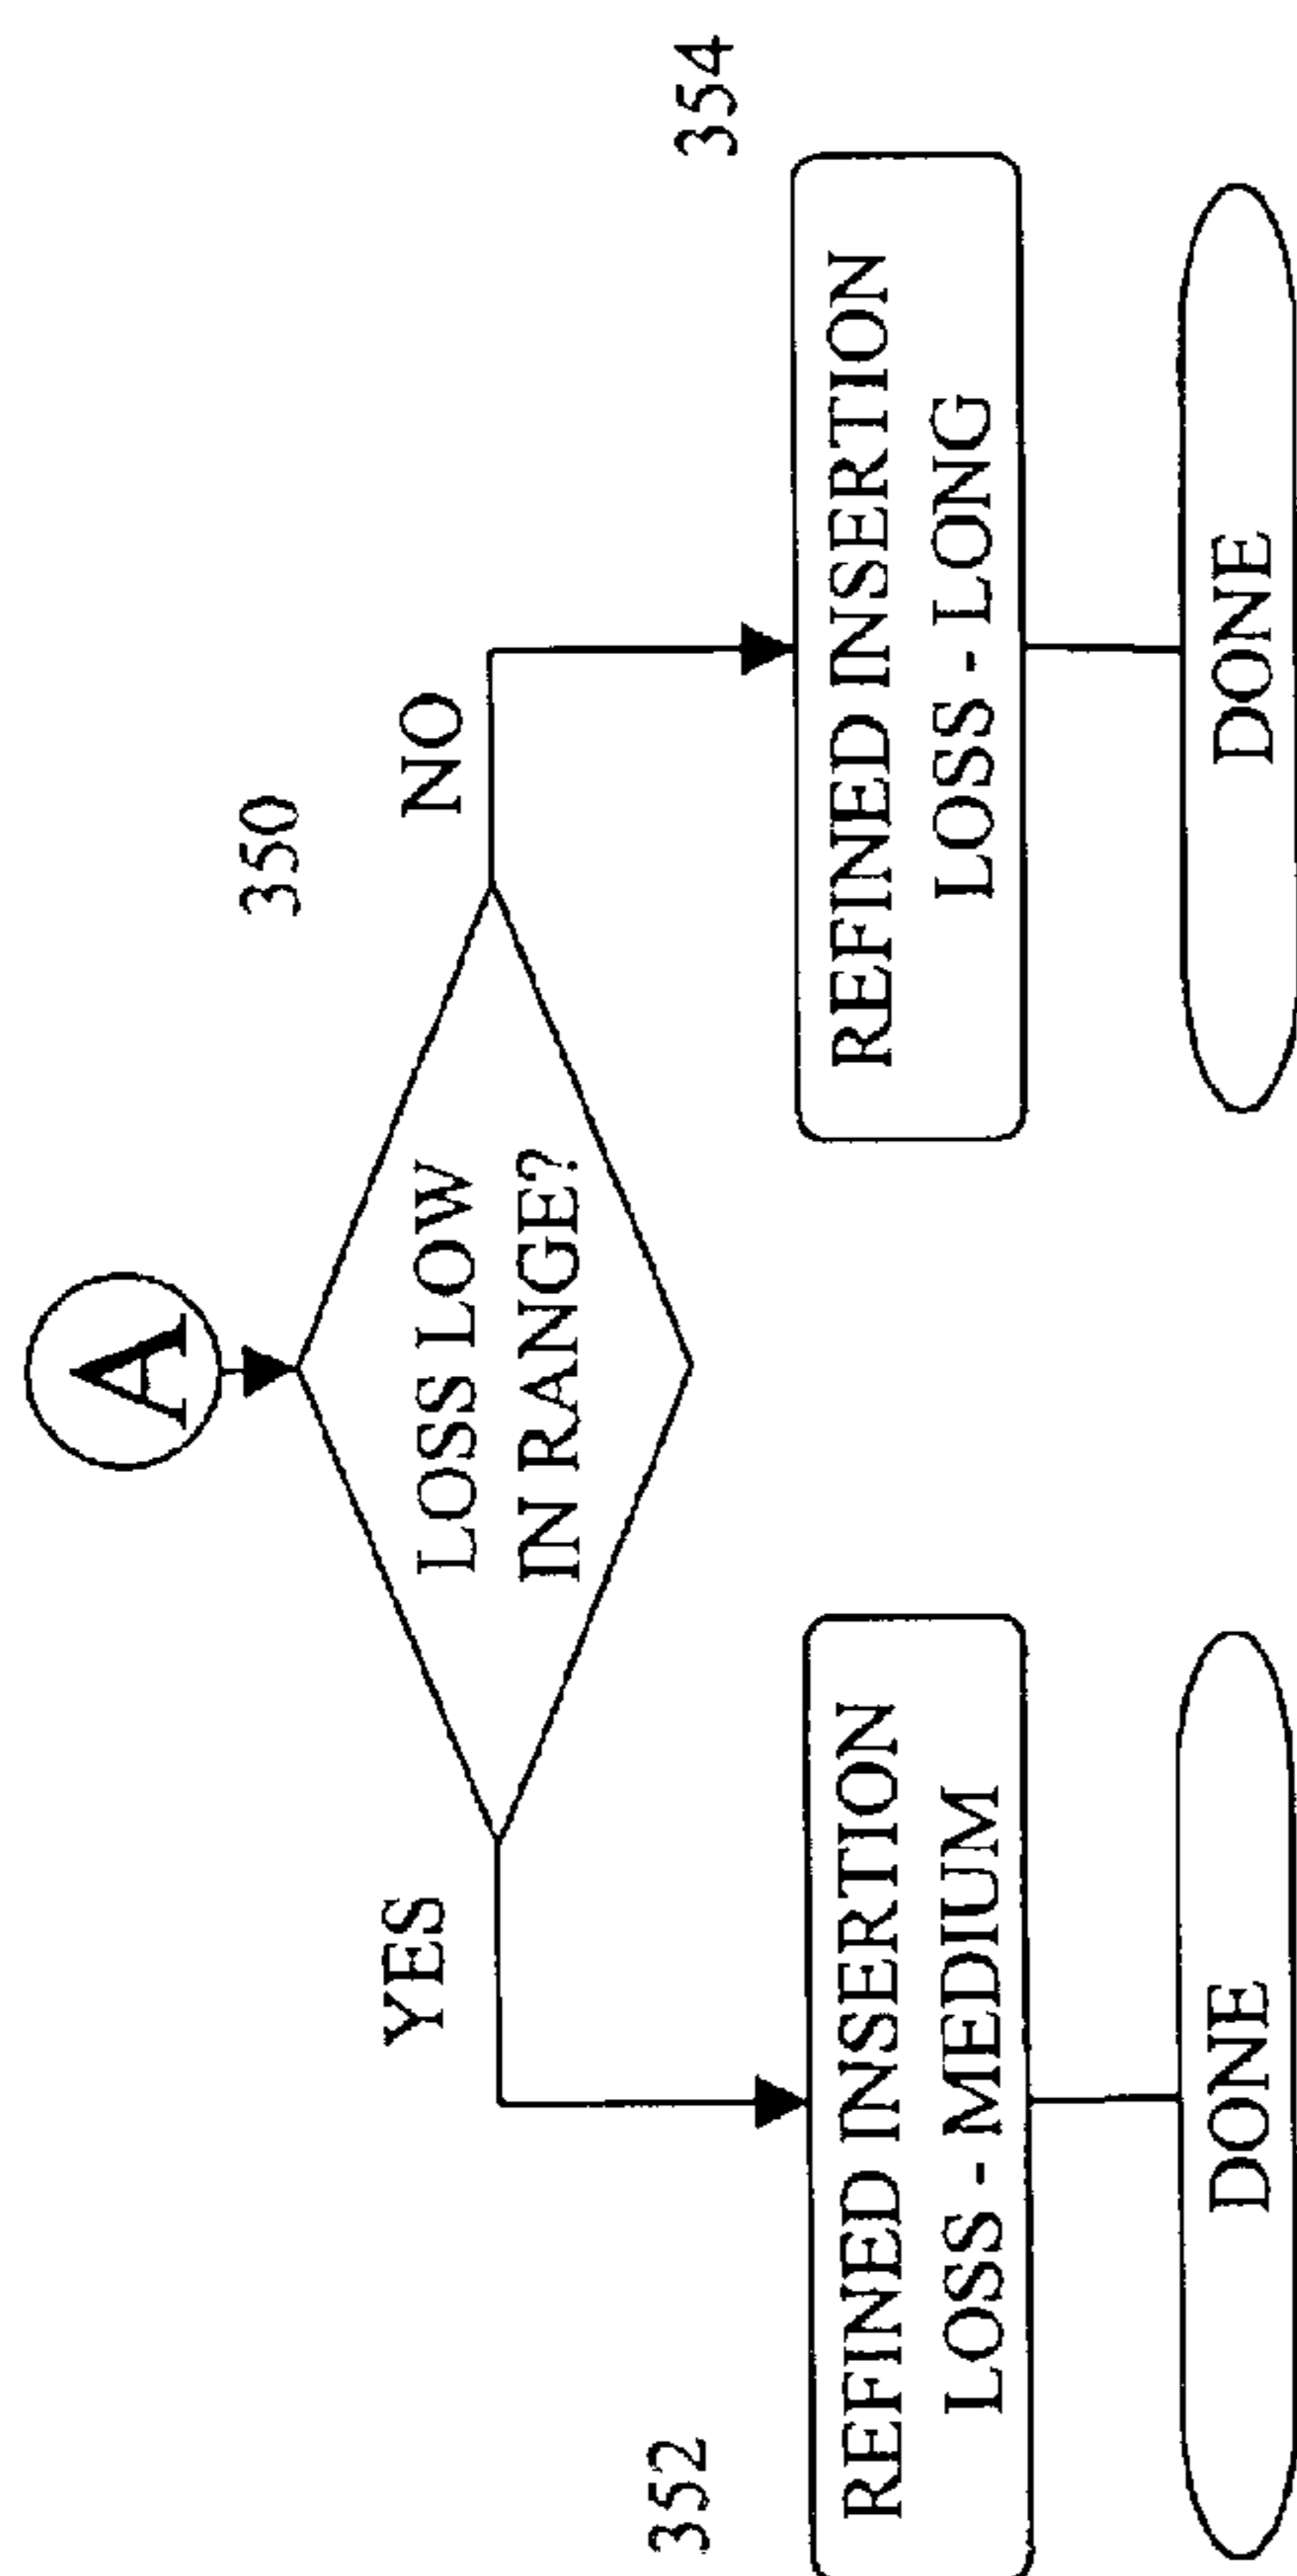 A
350
LOSS LOW
IN RANGE?
YES
NO
352
REFINED INSERTION
LOSS - MEDIUM
354
REFINED INSERTION
LOSS - LONG
DONE
DONE